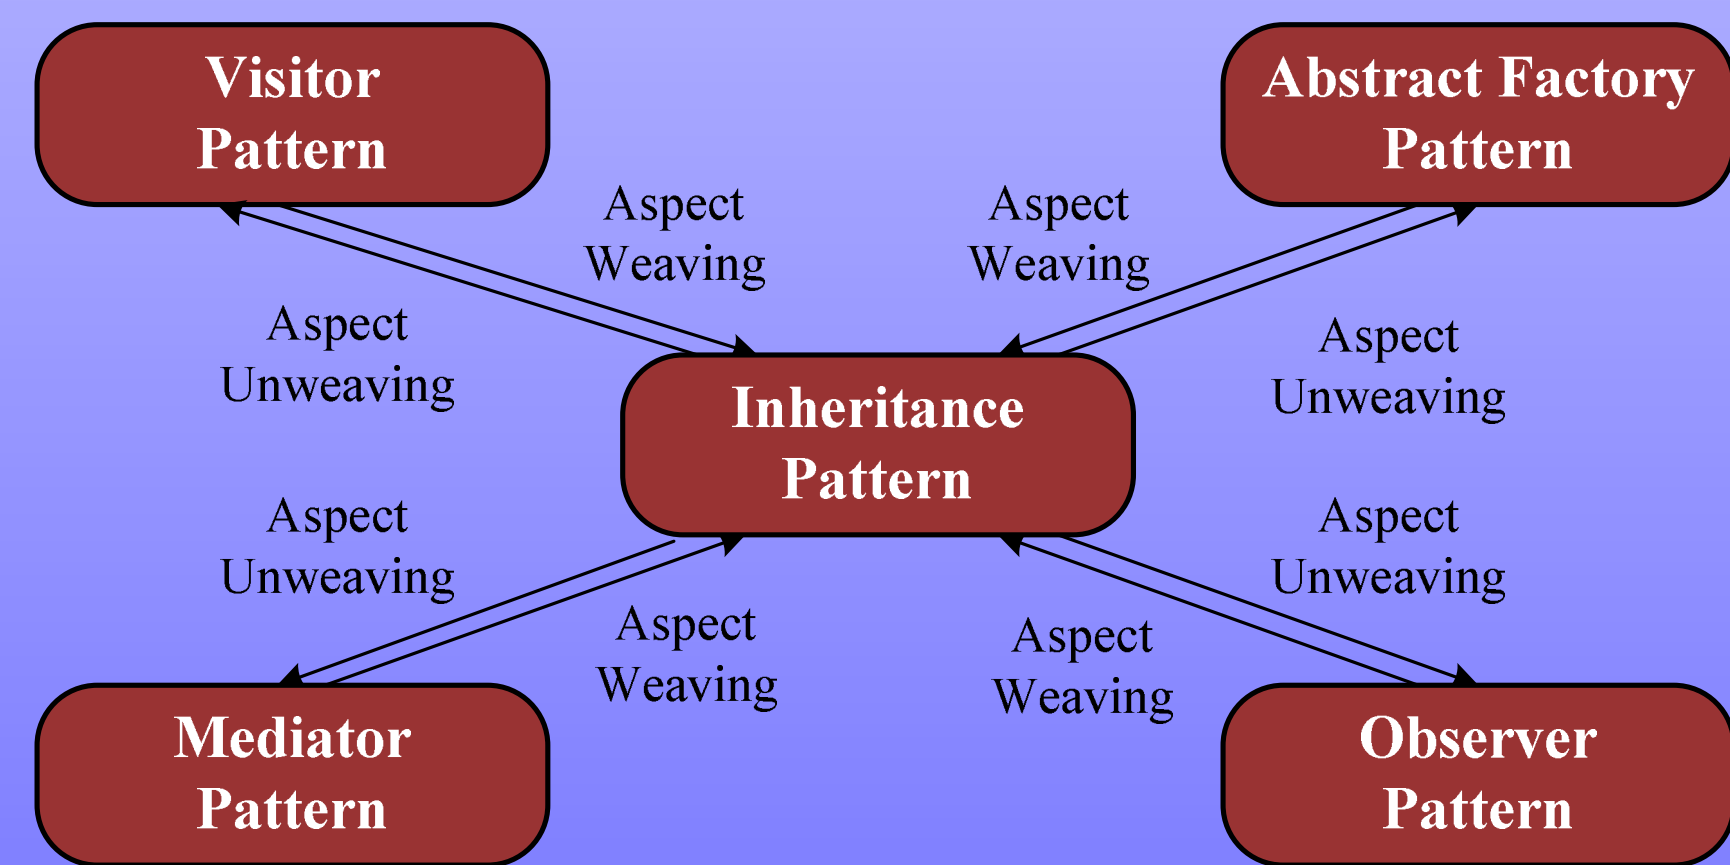 Visitor
Pattern
Abstract Factory
Pattern
Aspect
Weaving
Aspect
Weaving
Aspect
Unweaving
Aspect
Unweaving
Inheritance
Pattern
Aspect
Unweaving
Aspect
Unweaving
Aspect
Weaving
Aspect
Weaving
Mediator
Pattern
Observer
Pattern